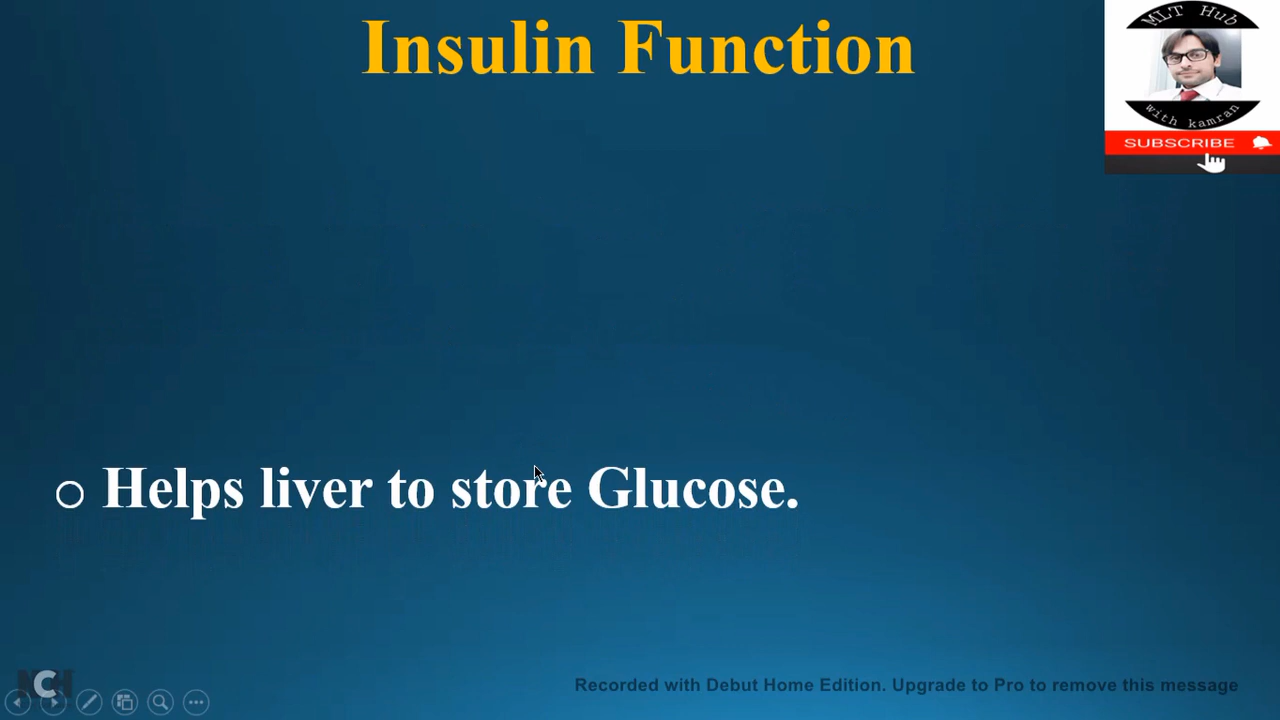 Insulin Function
MLT Hub
with kamran
SUBSCRIBE
Helps liver to store Glucose.
Recorded with Debut Home Edition. Upgrade to Pro to remove this message